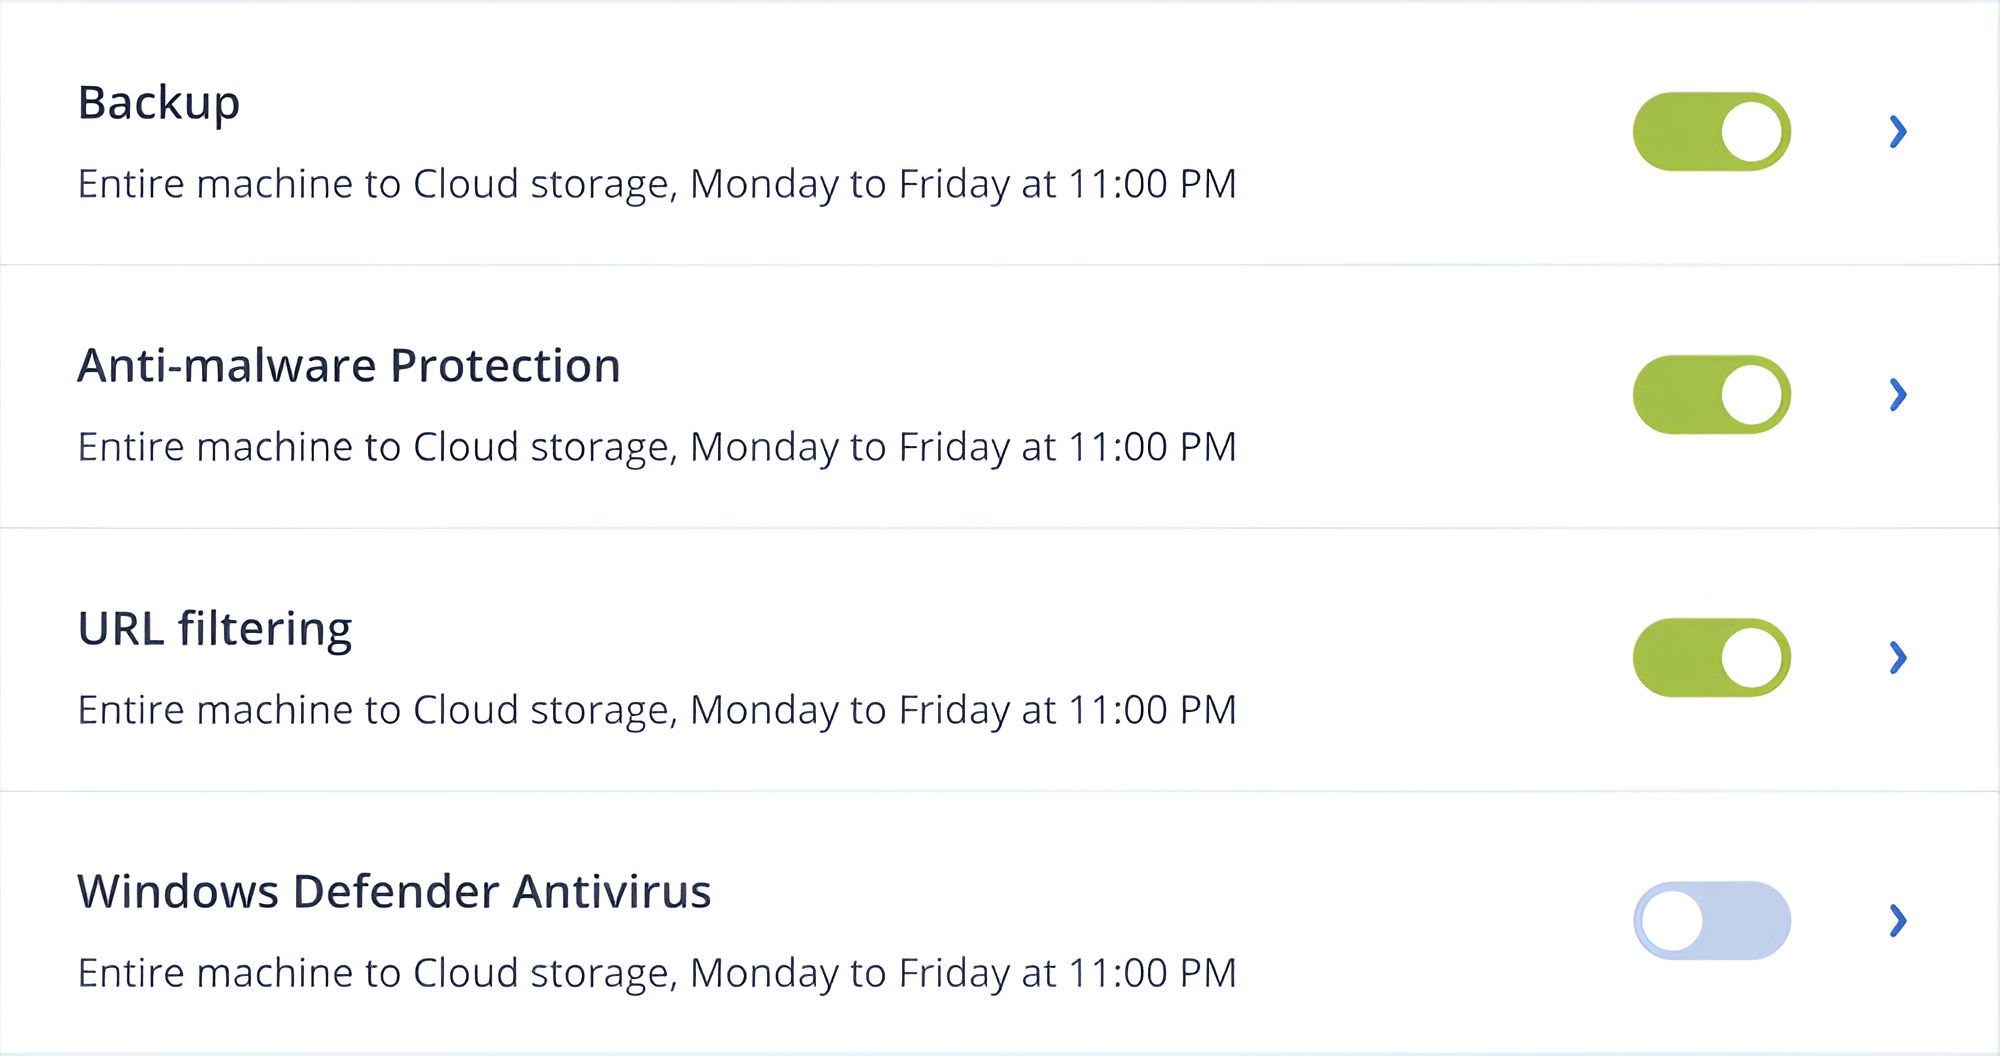 Backup
Entire machine to Cloud storage, Monday to Friday at 11:00 PM
Anti-malware Protection
Entire machine to Cloud storage, Monday to Friday at 11:00 PM
URL filtering
Entire machine to Cloud storage, Monday to Friday at 11:00 PM
Windows Defender Antivirus
Entire machine to Cloud storage, Monday to Friday at 11:00 PM